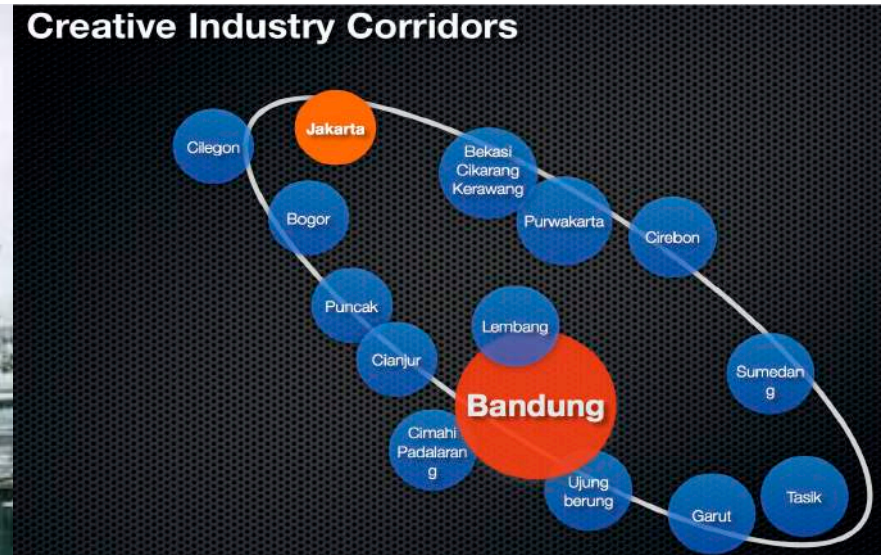 Creative Industry Corridors
Jakarta
Cilegon
Bekasi
Cikarang
Kerawang
Bogor
Purwakarta
Cirebon
Puncak
Lembang
Cianjur
Sumedan
g
Bandung
Cimahi
Padalaran
g
Ujung
berung
Garut
Tasik